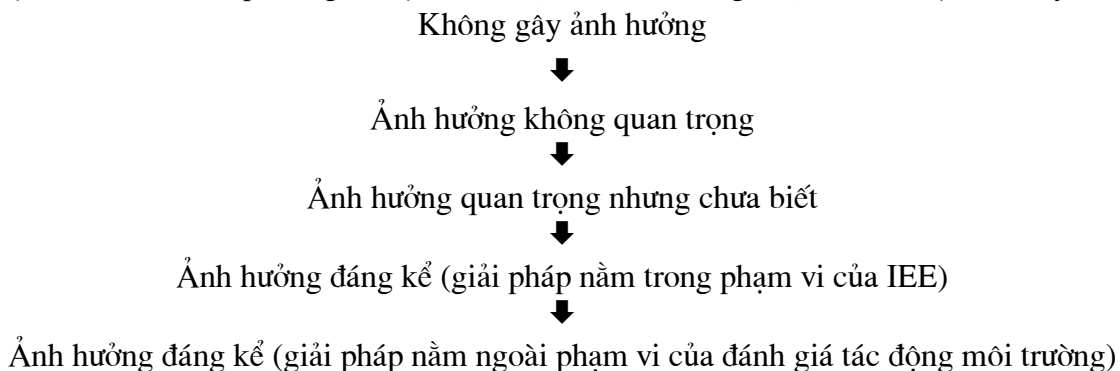 Không gây ảnh hưởng
Ảnh hưởng không quan trọng
Ảnh hưởng quan trọng nhưng chưa biết
Ảnh hưởng đáng kể (giải pháp nằm trong phạm vi của IEE)
Ảnh hưởng đáng kể (giải pháp nằm ngoài phạm vi của đánh giá tác động môi trường)